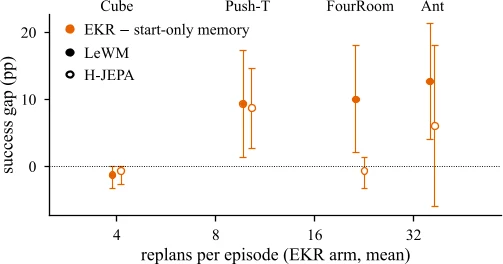 Cube Push-T FourRoom Ant
EKR − start-only memory
LeWM
H-JEPA
20
10
0
success gap (pp)
4 8 16 32
replans per episode (EKR arm, mean)